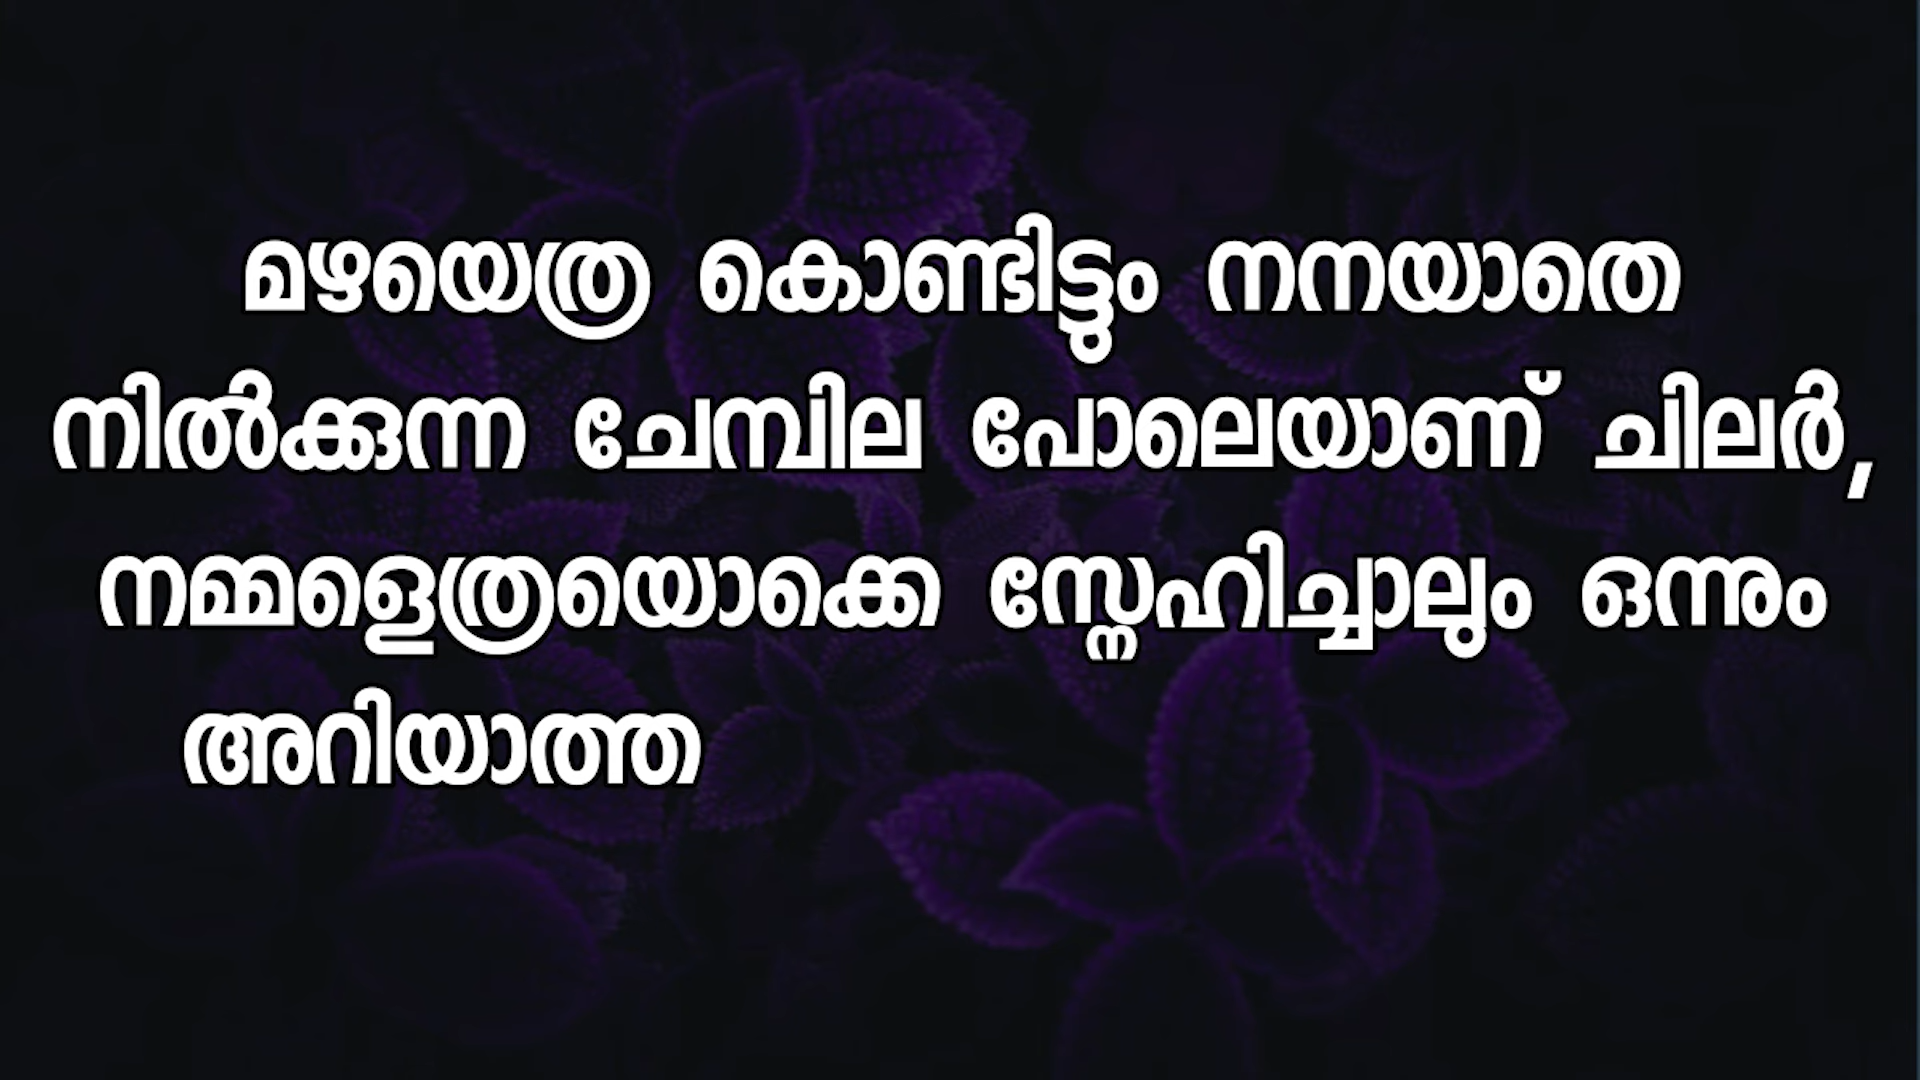 മഴയെത്ര കൊണ്ടിട്ടും നനയാതെ
നിൽക്കുന്ന ചേമ്പില പോലെയാണ് ചിലർ,
നമ്മളെത്രയൊക്കെ സ്നേഹിച്ചാലും ഒന്നും
അറിയാത്ത